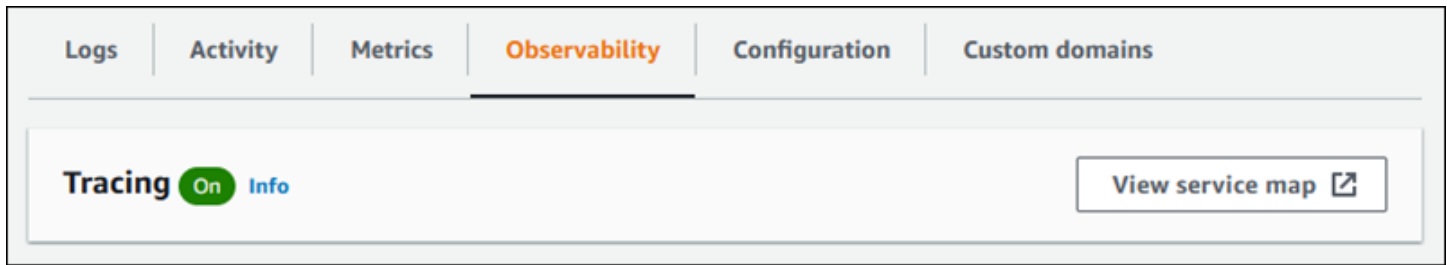 Logs Activity Metrics Observability Configuration Custom domains
Tracing On Info View service map